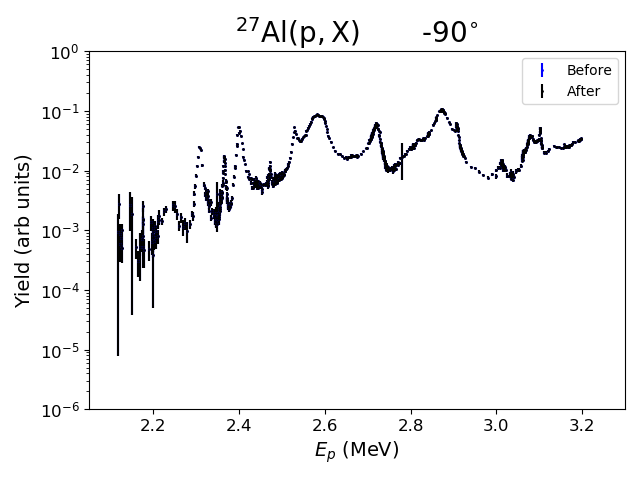 ²⁷Al(p, X) -90°
Before
After
Yield (arb units)
10⁰
10⁻¹
10⁻²
10⁻³
10⁻⁴
10⁻⁵
10⁻⁶
2.2 2.4 2.6 2.8 3.0 3.2
Eₚ (MeV)